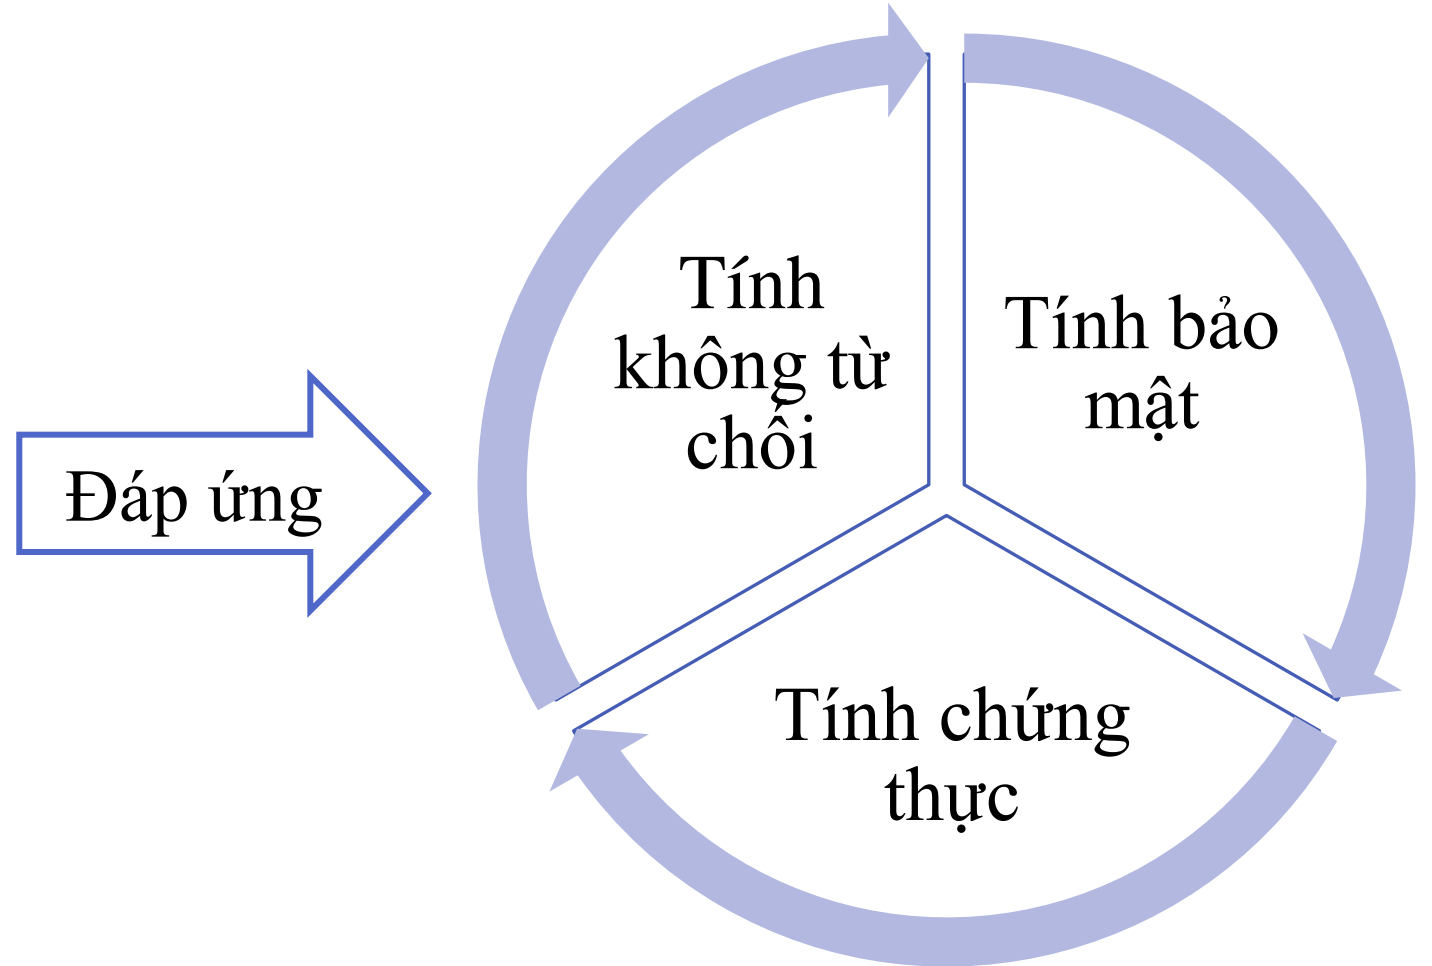 Đáp ứng
Tính
không từ
chối
Tính bảo
mật
Tính chứng
thực